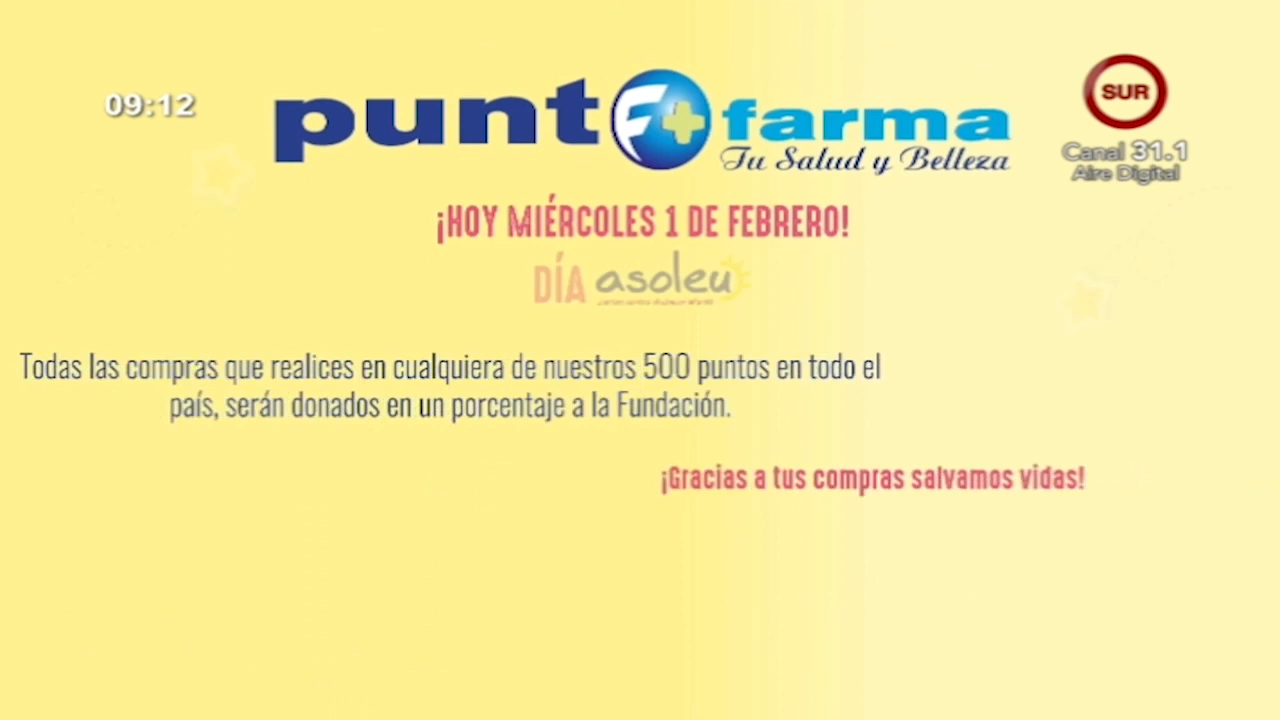 09:12
punt F+ farma
Tu Salud y Belleza
SUR
Canal 31.1
Aire Digital
¡HOY MIÉRCOLES 1 DE FEBRERO!
DÍA asoleu
Todas las compras que realices en cualquiera de nuestros 500 puntos en todo el
país, serán donados en un porcentaje a la Fundación.
¡Gracias a tus compras salvamos vidas!